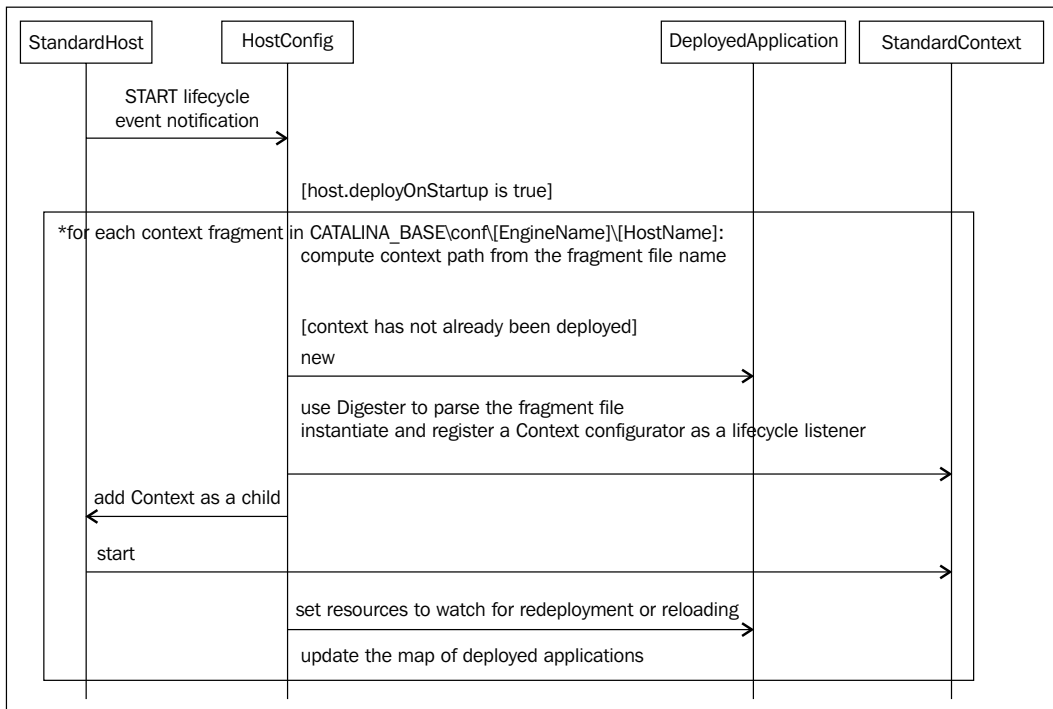 StandardHost
HostConfig
DeployedApplication
StandardContext
START lifecycle
event notification
[host.deployOnStartup is true]
*for each context fragment in CATALINA_BASE\conf\[EngineName]\[HostName]:
compute context path from the fragment file name
[context has not already been deployed]
new
use Digester to parse the fragment file
instantiate and register a Context configurator as a lifecycle listener
add Context as a child
start
set resources to watch for redeployment or reloading
update the map of deployed applications